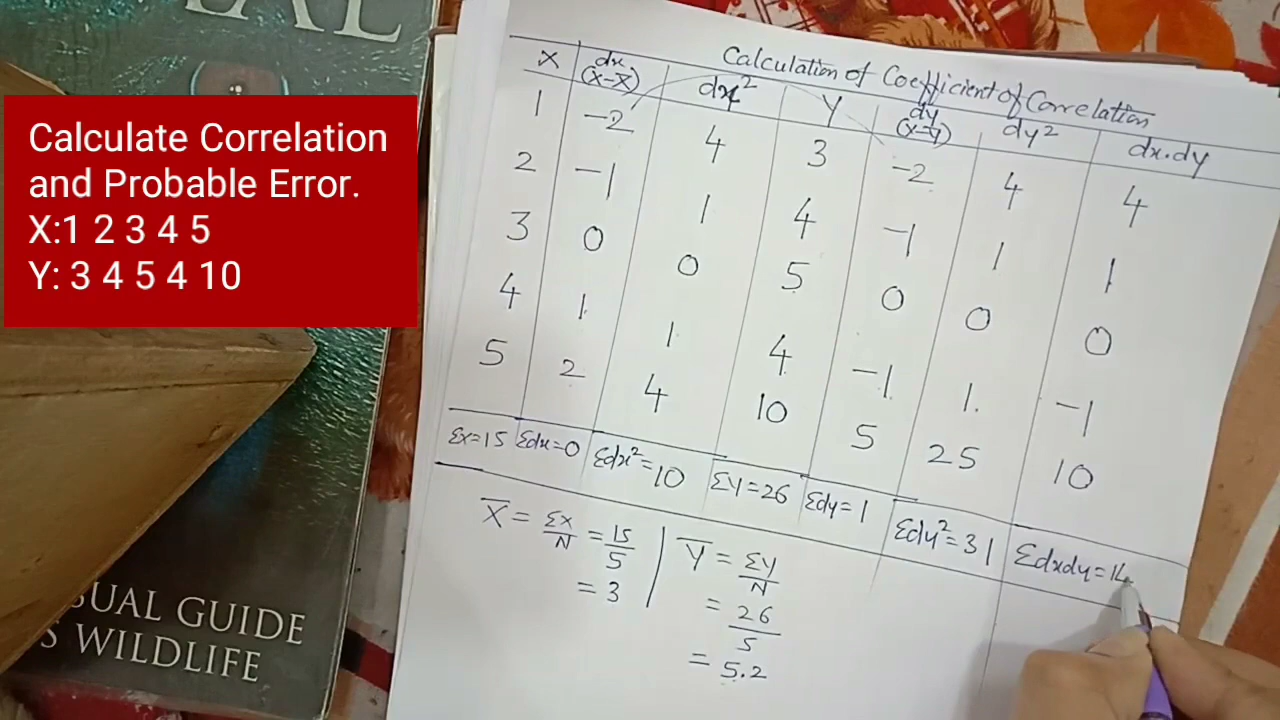 AL
Calculate Correlation
and Probable Error.
X:1 2 3 4 5
Y: 3 4 5 4 10
Calculation of Coefficient of Correlation
X dx (X-X̅) dx² Y dy (X-Y̅) dy² dx.dy
1 -2 4 3 -2 4 4
2 -1 1 4 -1 1 1
3 0 0 5 0 0 0
4 1 1 4 -1 1. -1
5 2 4 10 5 25 10
Σx=15 Σdx=0 Σdx²=10 ΣY=26 Σdy=1 Σdy²=31 Σdxdy=14
X̅ = ΣX/N = 15/5
= 3
Y̅ = ΣY/N
= 26/5
= 5.2
SUAL GUIDE
S WILDLIFE